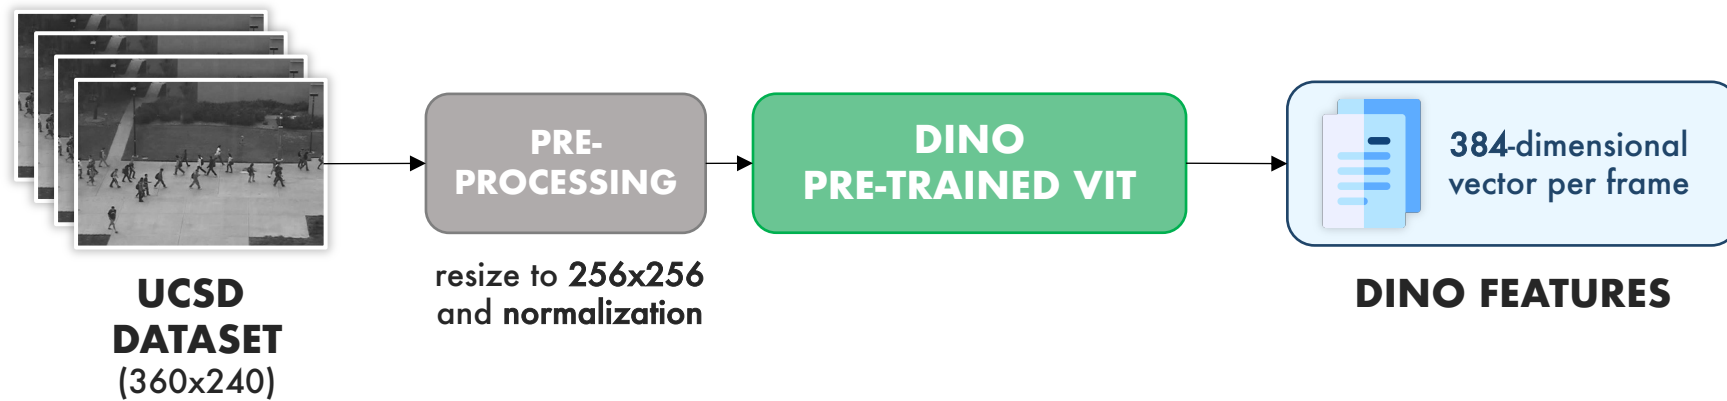 UCSD
DATASET
(360x240)
PRE-
PROCESSING
resize to 256x256
and normalization
DINO
PRE-TRAINED VIT
384-dimensional
vector per frame
DINO FEATURES